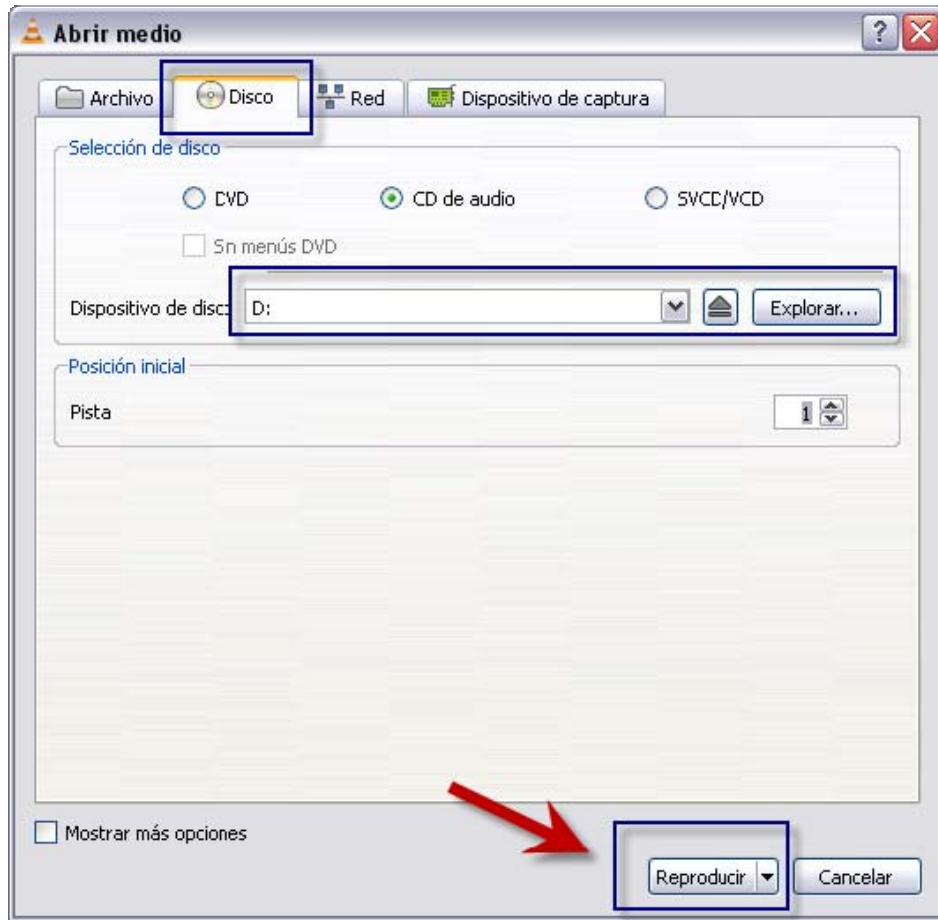 Abrir medio
Archivo Disco Red Dispositivo de captura
Selección de disco
DVD CD de audio SVCD/VCD
Sn menús DVD
Dispositivo de disc D: Explorar...
Posición inicial
Pista 1
Mostrar más opciones
Reproducir Cancelar